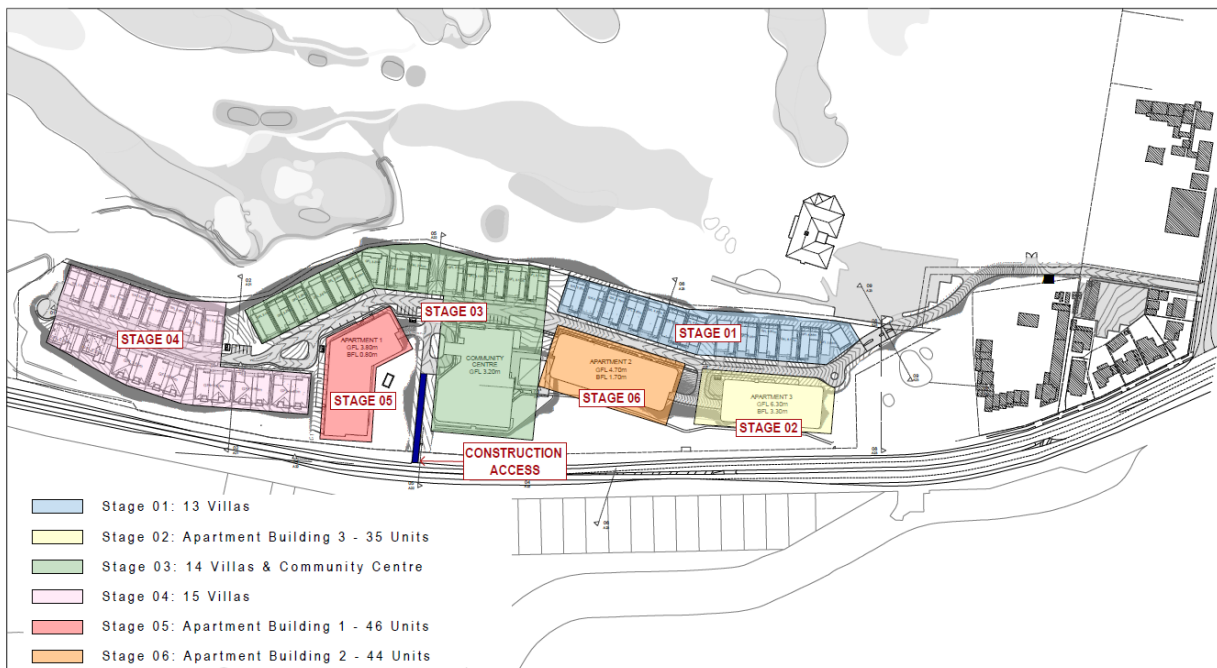 STAGE 03
STAGE 04
STAGE 01
APARTMENT 1
GFL 3.80m
BFL 0.80m
COMMUNITY
CENTRE
GFL 3.20m
APARTMENT 2
GFL 4.70m
BFL 1.70m
APARTMENT 3
GFL 6.30m
BFL 3.30m
STAGE 05
STAGE 06
STAGE 02
CONSTRUCTION
ACCESS
Stage 01: 13 Villas
Stage 02: Apartment Building 3 - 35 Units
Stage 03: 14 Villas & Community Centre
Stage 04: 15 Villas
Stage 05: Apartment Building 1 - 46 Units
Stage 06: Apartment Building 2 - 44 Units